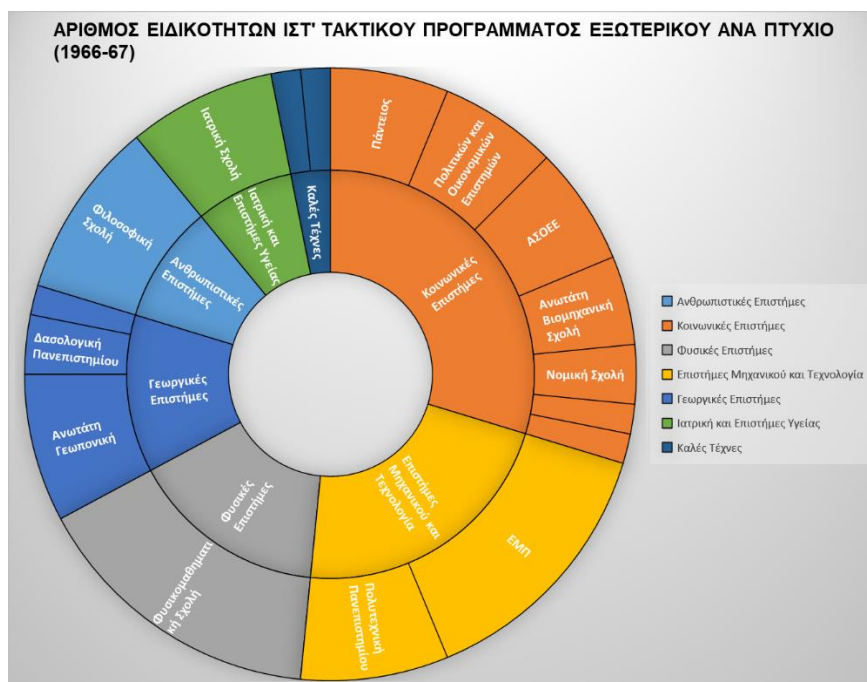 ΑΡΙΘΜΟΣ ΕΙΔΙΚΟΤΗΤΩΝ ΙΣΤ' ΤΑΚΤΙΚΟΥ ΠΡΟΓΡΑΜΜΑΤΟΣ ΕΞΩΤΕΡΙΚΟΥ ΑΝΑ ΠΤΥΧΙΟ
(1966-67)
Πάντειος
Πολιτικών και
Οικονομικών
Επιστημών
ΑΣΟΕΕ
Ανωτάτη
Βιομηχανική
Σχολή
Νομική Σχολή
Κοινωνικές
Επιστήμες
ΕΜΠ
Πολυτεχνική
Πανεπιστημίου
Επιστήμες
Μηχανικού και
Τεχνολογία
Φυσικομαθηματι
κή Σχολή
Φυσικές
Επιστήμες
Ανωτάτη
Γεωπονική
Δασολογική
Πανεπιστημίου
Γεωργικές
Επιστήμες
Φιλοσοφική
Σχολή
Ανθρωπιστικές
Επιστήμες
Ιατρική Σχολή
Ιατρική και
Επιστήμες Υγείας
Καλές Τέχνες
Ανθρωπιστικές Επιστήμες
Κοινωνικές Επιστήμες
Φυσικές Επιστήμες
Επιστήμες Μηχανικού και Τεχνολογία
Γεωργικές Επιστήμες
Ιατρική και Επιστήμες Υγείας
Καλές Τέχνες